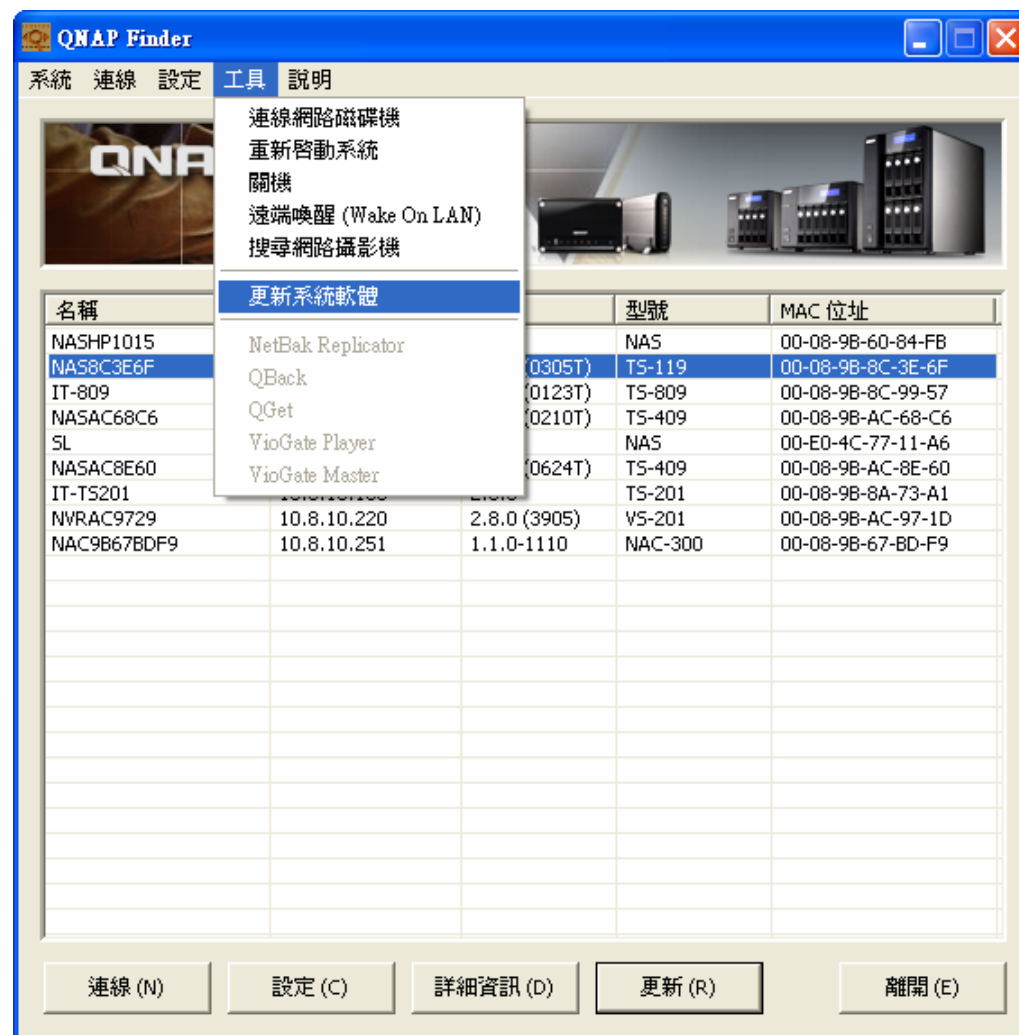 QNAP Finder
系統 連線 設定 工具 說明
連線網路磁碟機
重新啓動系統
關機
遠端喚醒 (Wake On LAN)
搜尋網路攝影機
更新系統軟體
NetBak Replicator
QBack
QGet
VioGate Player
VioGate Master
名稱 型號 MAC 位址
NASHP1015 NAS 00-08-9B-60-84-FB
NAS8C3E6F (0305T) TS-119 00-08-9B-8C-3E-6F
IT-809 (0123T) TS-809 00-08-9B-8C-99-57
NASAC68C6 (0210T) TS-409 00-08-9B-AC-68-C6
SL NAS 00-E0-4C-77-11-A6
NASAC8E60 (0624T) TS-409 00-08-9B-AC-8E-60
IT-TS201 TS-201 00-08-9B-8A-73-A1
NVRAC9729 10.8.10.220 2.8.0 (3905) VS-201 00-08-9B-AC-97-1D
NAC9B67BDF9 10.8.10.251 1.1.0-1110 NAC-300 00-08-9B-67-BD-F9
連線 (N) 設定 (C) 詳細資訊 (D) 更新 (R) 離開 (E)